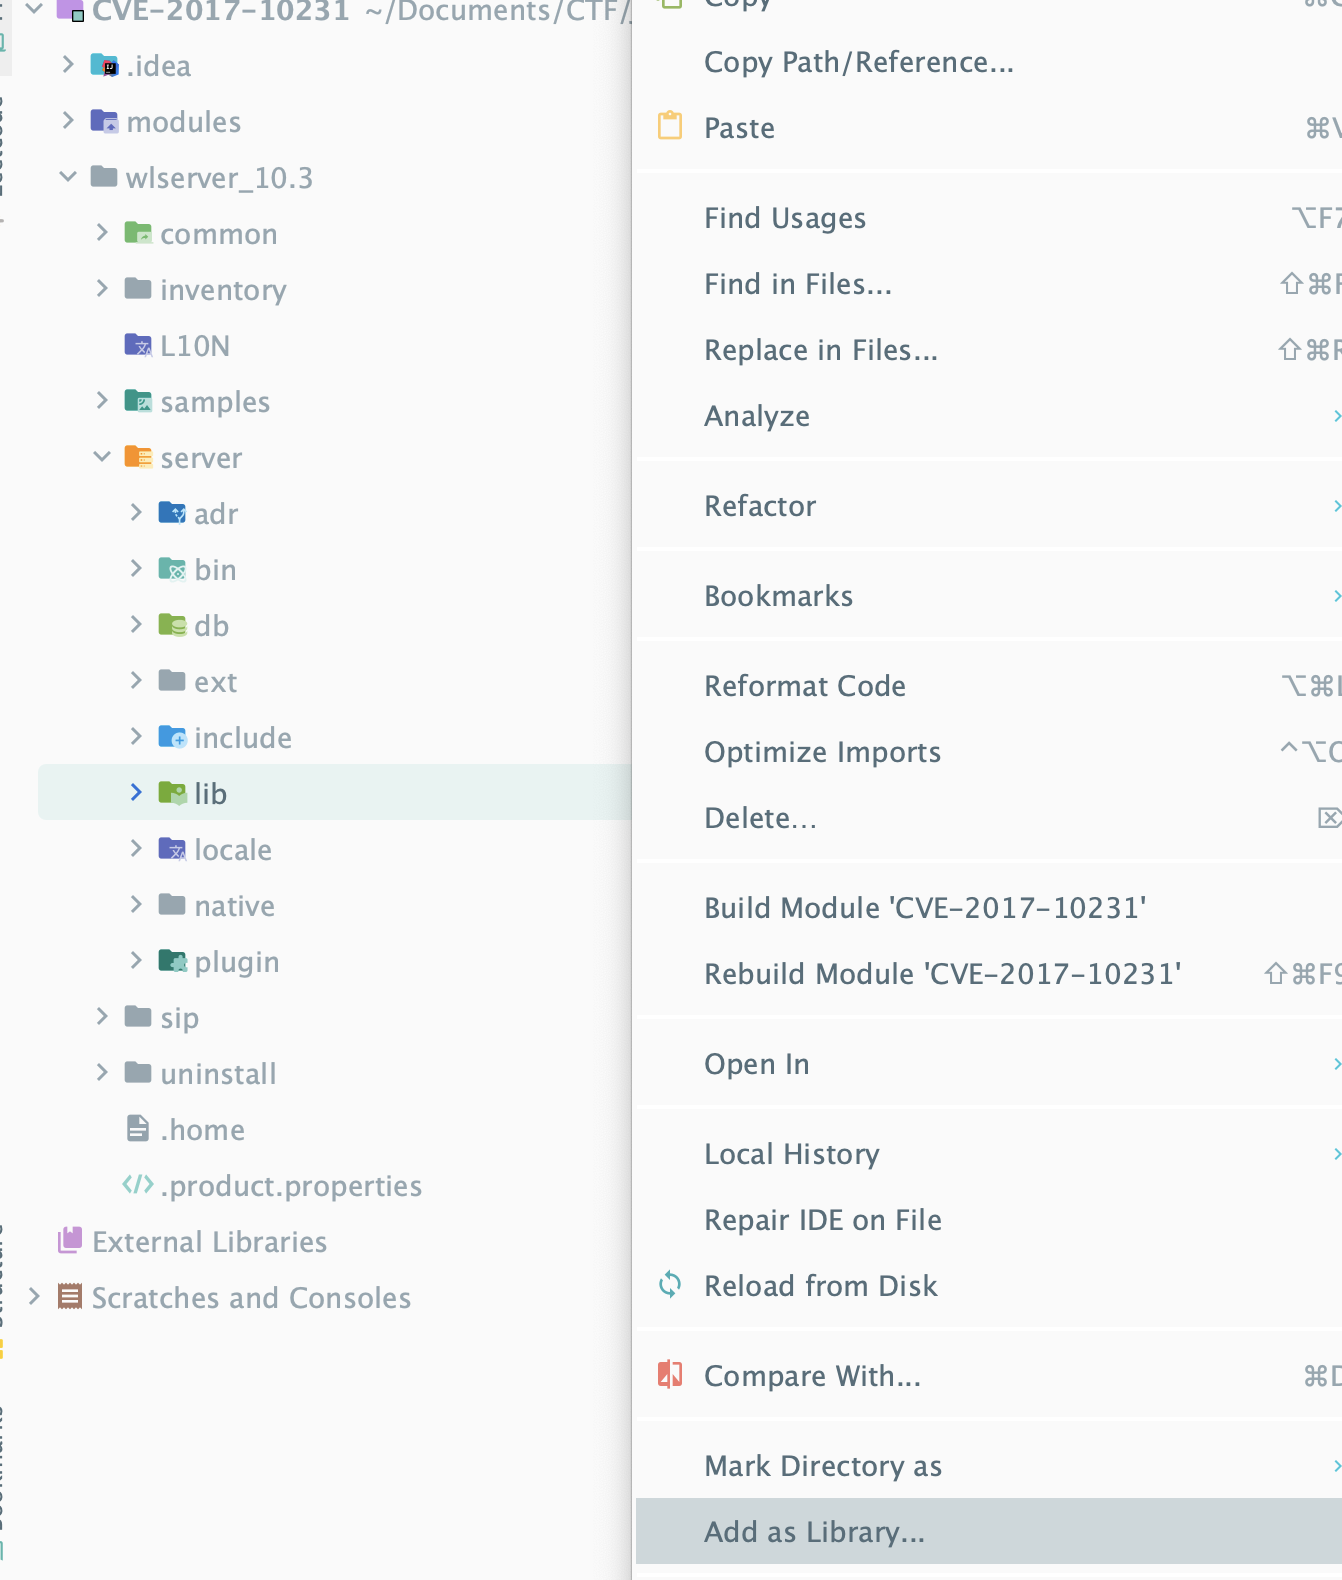 CVE-2017-10231 ~/Documents/CTF/
.idea
modules
wlserver_10.3
common
inventory
L10N
samples
server
adr
bin
db
ext
include
lib
locale
native
plugin
sip
uninstall
.home
.product.properties
External Libraries
Scratches and Consoles
Copy
Copy Path/Reference...
Paste ⌘V
Find Usages ⌥F7
Find in Files... ⇧⌘F
Replace in Files... ⇧⌘R
Analyze
Refactor
Bookmarks
Reformat Code ⌥⌘L
Optimize Imports ⌃⌥O
Delete... ⌦
Build Module 'CVE-2017-10231'
Rebuild Module 'CVE-2017-10231' ⇧⌘F9
Open In
Local History
Repair IDE on File
Reload from Disk
Compare With... ⌘D
Mark Directory as
Add as Library...